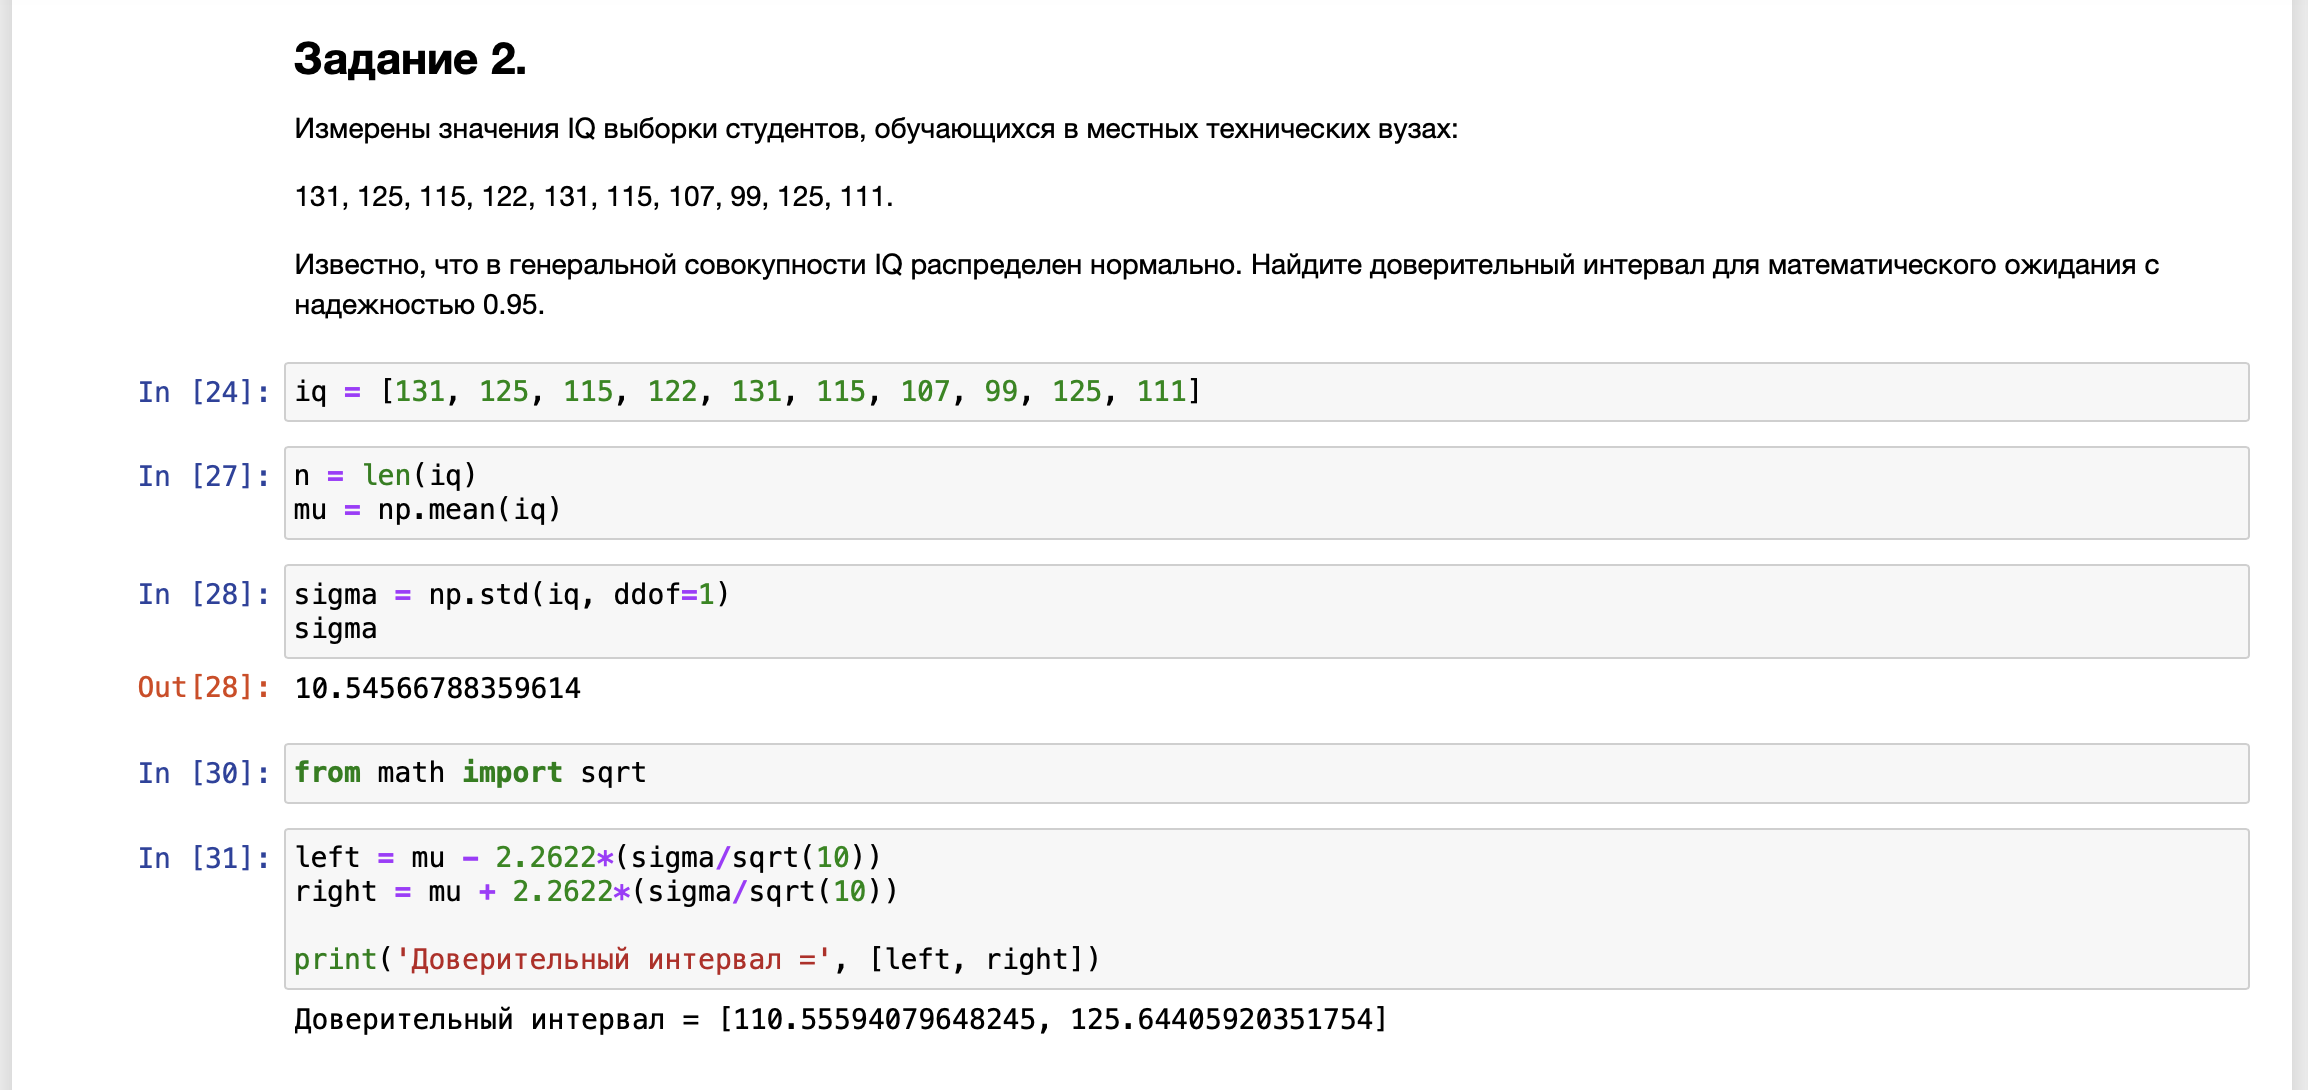 Задание 2.
Измерены значения IQ выборки студентов, обучающихся в местных технических вузах:
131, 125, 115, 122, 131, 115, 107, 99, 125, 111.
Известно, что в генеральной совокупности IQ распределен нормально. Найдите доверительный интервал для математического ожидания с
надежностью 0.95.
In [24]: iq = [131, 125, 115, 122, 131, 115, 107, 99, 125, 111]
In [27]: n = len(iq)
mu = np.mean(iq)
In [28]: sigma = np.std(iq, ddof=1)
sigma
Out[28]: 10.54566788359614
In [30]: from math import sqrt
In [31]: left = mu - 2.2622*(sigma/sqrt(10))
right = mu + 2.2622*(sigma/sqrt(10))
print('Доверительный интервал =', [left, right])
Доверительный интервал = [110.55594079648245, 125.64405920351754]